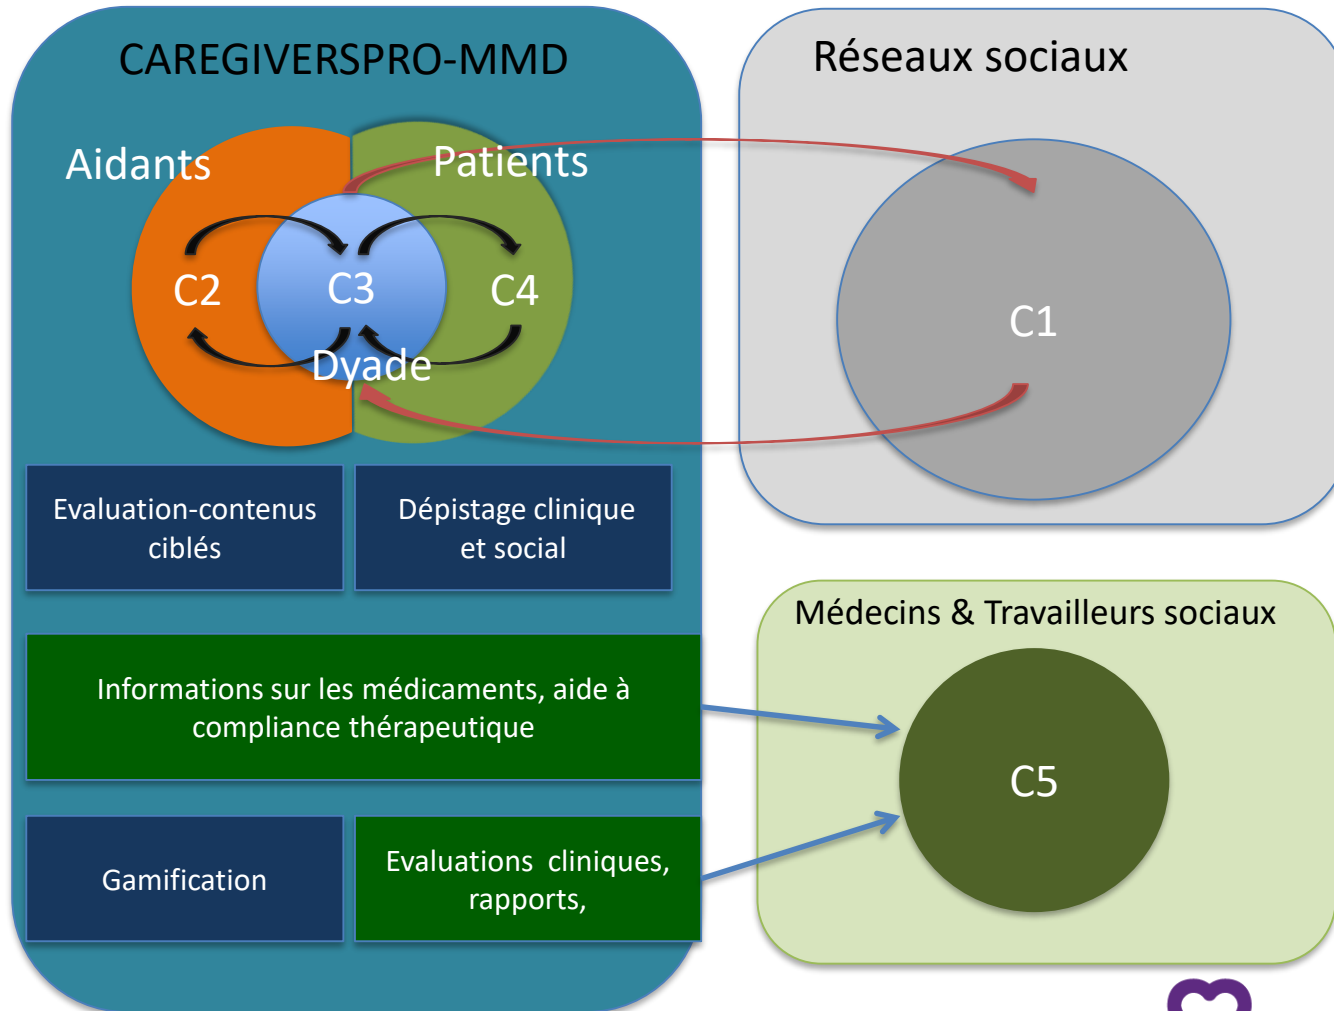 CAREGIVERSPRO-MMD
Aidants
Patients
C2
C3
C4
Dyade
Evaluation-contenus
ciblés
Dépistage clinique
et social
Informations sur les médicaments, aide à
compliance thérapeutique
Gamification
Evaluations  cliniques,
rapports,
Réseaux sociaux
C1
Médecins & Travailleurs sociaux
C5